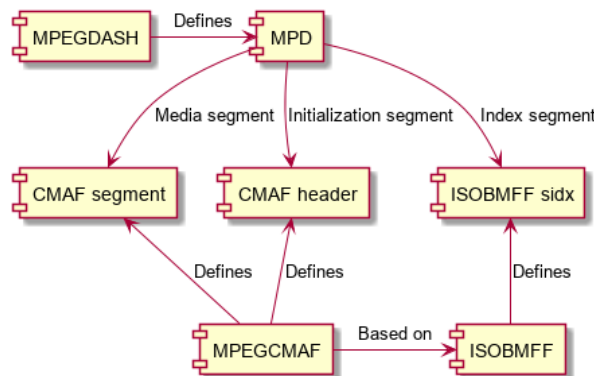 Defines
MPEGDASH
MPD
Media segment
Initialization segment
Index segment
CMAF segment
CMAF header
ISOBMFF sidx
Defines
Defines
Defines
Based on
MPEGCMAF
ISOBMFF